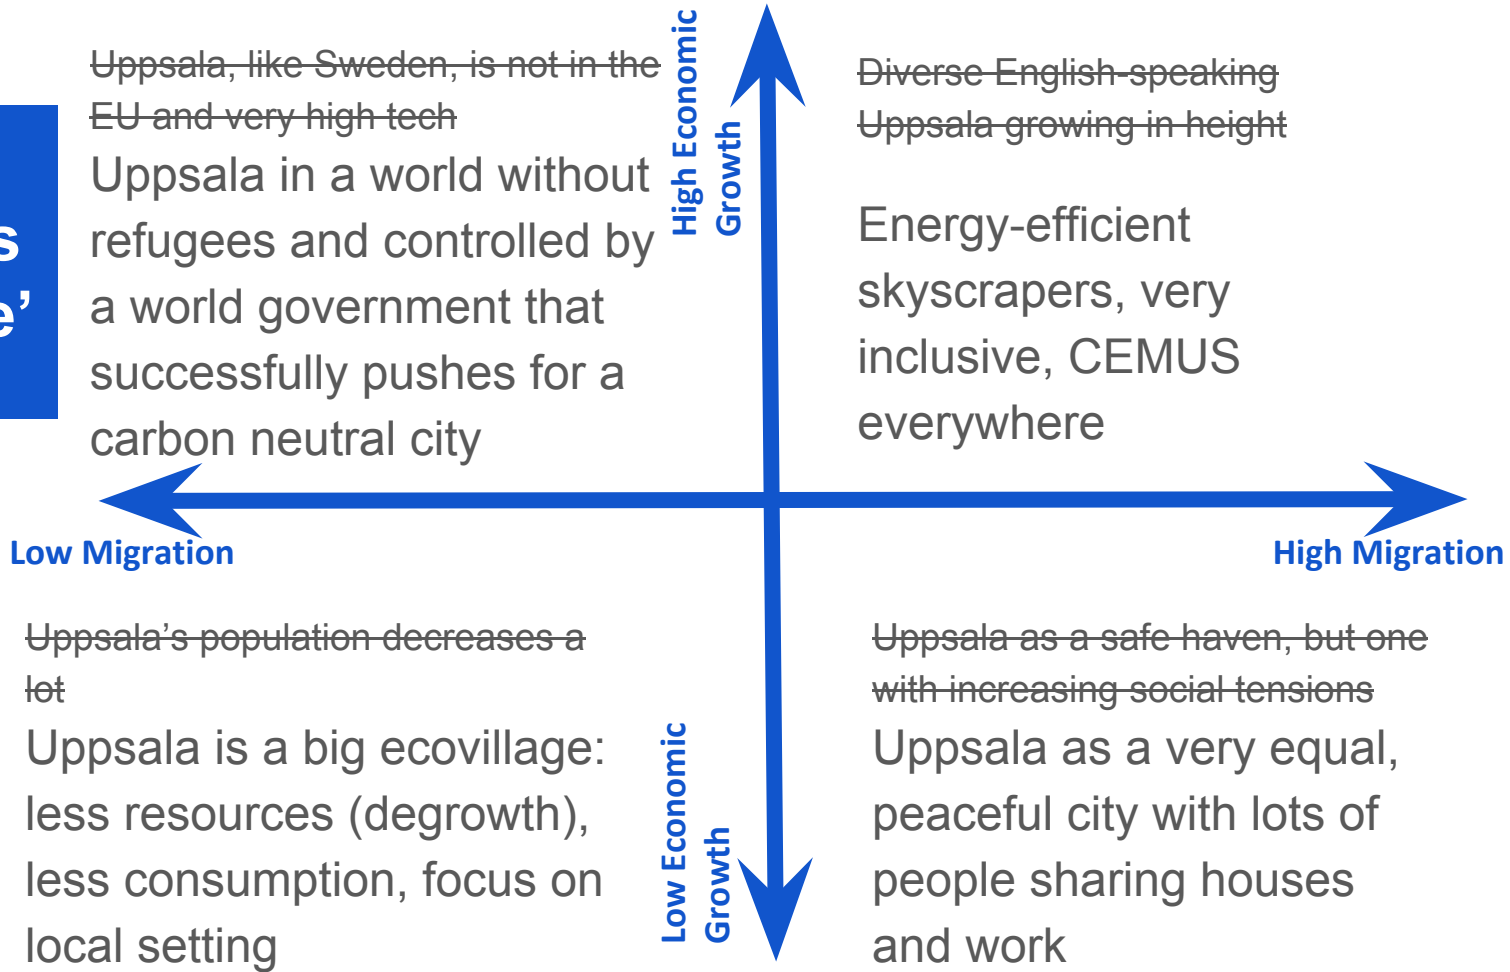 Uppsala, like Sweden, is not in the
EU and very high tech
Uppsala in a world without
refugees and controlled by
a world government that
successfully pushes for a
carbon neutral city
s
e’
High Economic
Growth
Diverse English-speaking
Uppsala growing in height
Energy-efficient
skyscrapers, very
inclusive, CEMUS
everywhere
Low Migration
High Migration
Uppsala’s population decreases a
lot
Uppsala is a big ecovillage:
less resources (degrowth),
less consumption, focus on
local setting
Low Economic
Growth
Uppsala as a safe haven, but one
with increasing social tensions
Uppsala as a very equal,
peaceful city with lots of
people sharing houses
and work